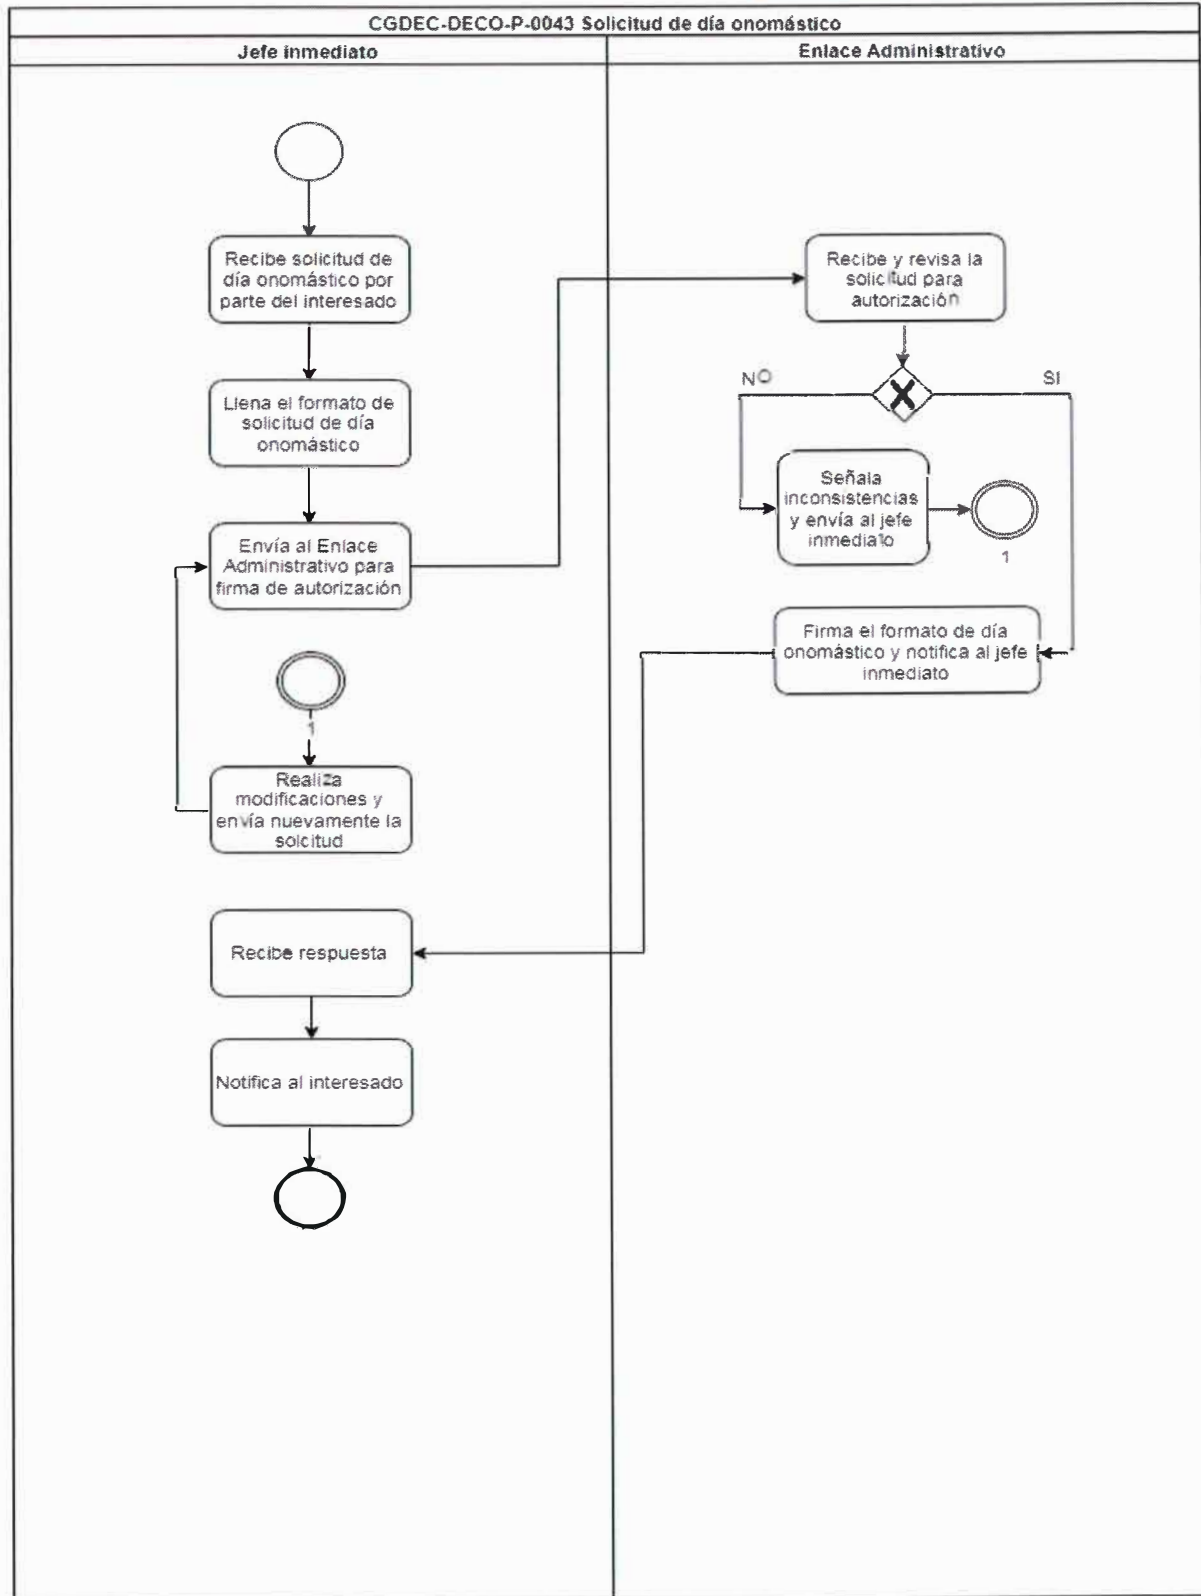 CGDEC-DECO-P-0043 Solicitud de día onomástico
Jefe Inmediato
Enlace Administrativo
Recibe solicitud de
día onomástico por
parte del interesado
Llena el formato de
solicitud de día
onomástico
Envía al Enlace
Administrativo para
firma de autorización
1
Realiza
modificaciones y
envía nuevamente la
solcitud
Recibe respuesta
Notifica al interesado
Recibe y revisa la
solicitud para
autorización
NO
SI
Señala
inconsistencias
y envía al jefe
inmediato
1
Firma el formato de día
onomástico y notifica al jefe
inmediato